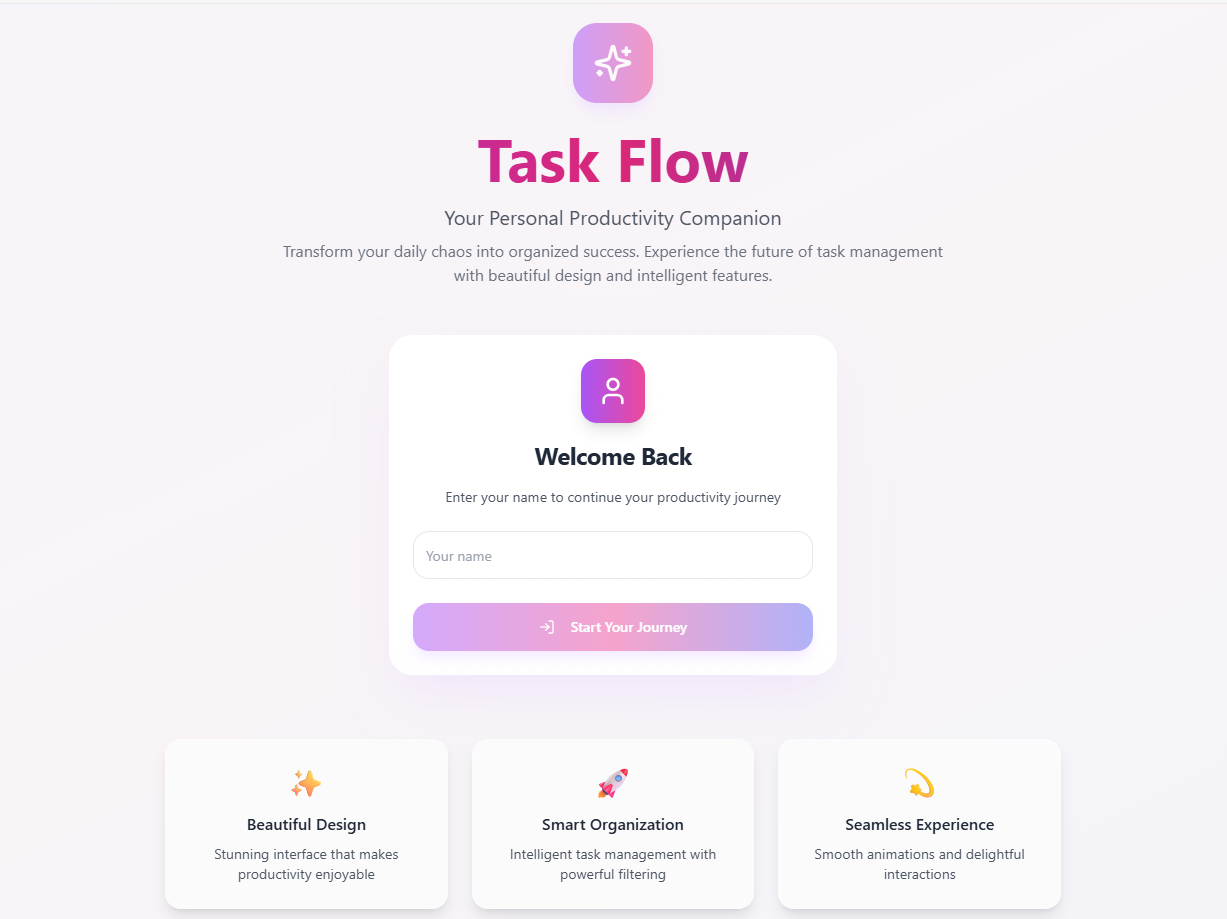 Task Flow
Your Personal Productivity Companion
Transform your daily chaos into organized success. Experience the future of task management
with beautiful design and intelligent features.
Welcome Back
Enter your name to continue your productivity journey
Your name
Start Your Journey
Beautiful Design
Stunning interface that makes
productivity enjoyable
Smart Organization
Intelligent task management with
powerful filtering
Seamless Experience
Smooth animations and delightful
interactions